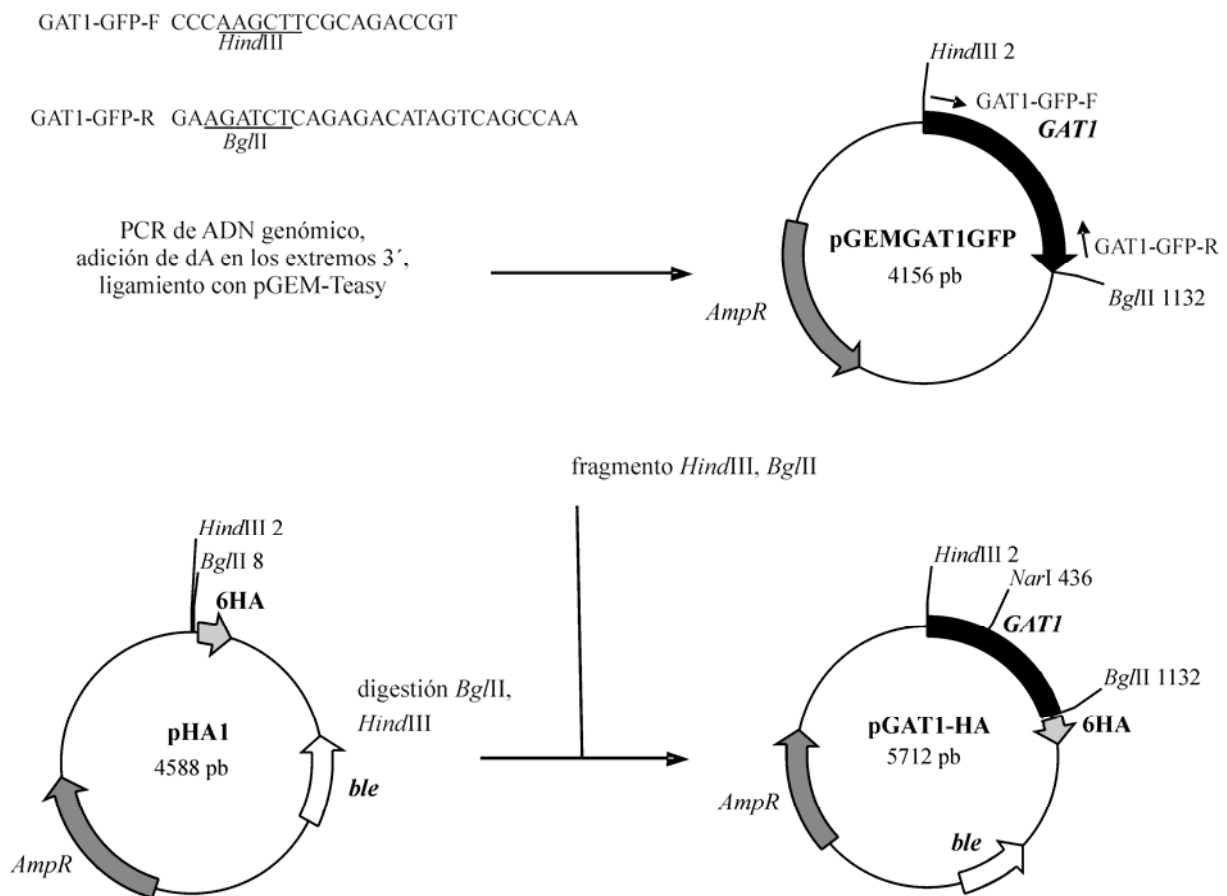 GAT1-GFP-F CCCAAGCTTCGCAGACCGT
HindIII
GAT1-GFP-R GAAGATCTCAGAGACATAGTCAGCCAA
BglII
PCR de ADN genómico,
adición de dA en los extremos 3´,
ligamiento con pGEM-Teasy
HindIII 2
GAT1-GFP-F
GAT1
pGEMGAT1GFP
4156 pb
GAT1-GFP-R
BglII 1132
AmpR
fragmento HindIII, BglII
HindIII 2
BglII 8
6HA
pHA1
4588 pb
ble
AmpR
digestión BglII,
HindIII
HindIII 2
NarI 436
GAT1
BglII 1132
6HA
pGAT1-HA
5712 pb
AmpR
ble